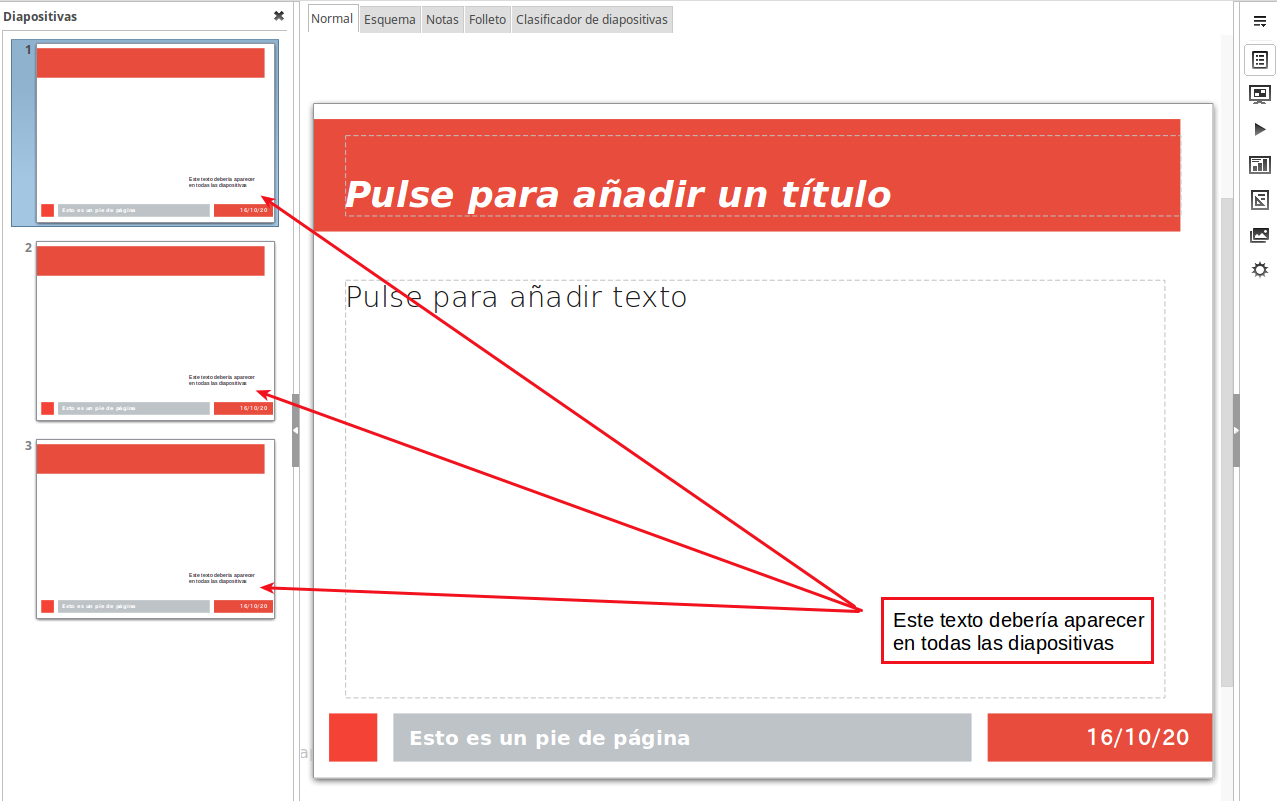 Diapositivas
Normal Esquema Notas Folleto Clasificador de diapositivas
1
Este texto debería aparecer
en todas las diapositivas
Esto es un pie de página 16/10/20
2
Este texto debería aparecer
en todas las diapositivas
Esto es un pie de página 16/10/20
3
Este texto debería aparecer
en todas las diapositivas
Esto es un pie de página 16/10/20
Pulse para añadir un título
Pulse para añadir texto
Este texto debería aparecer
en todas las diapositivas
Esto es un pie de página 16/10/20